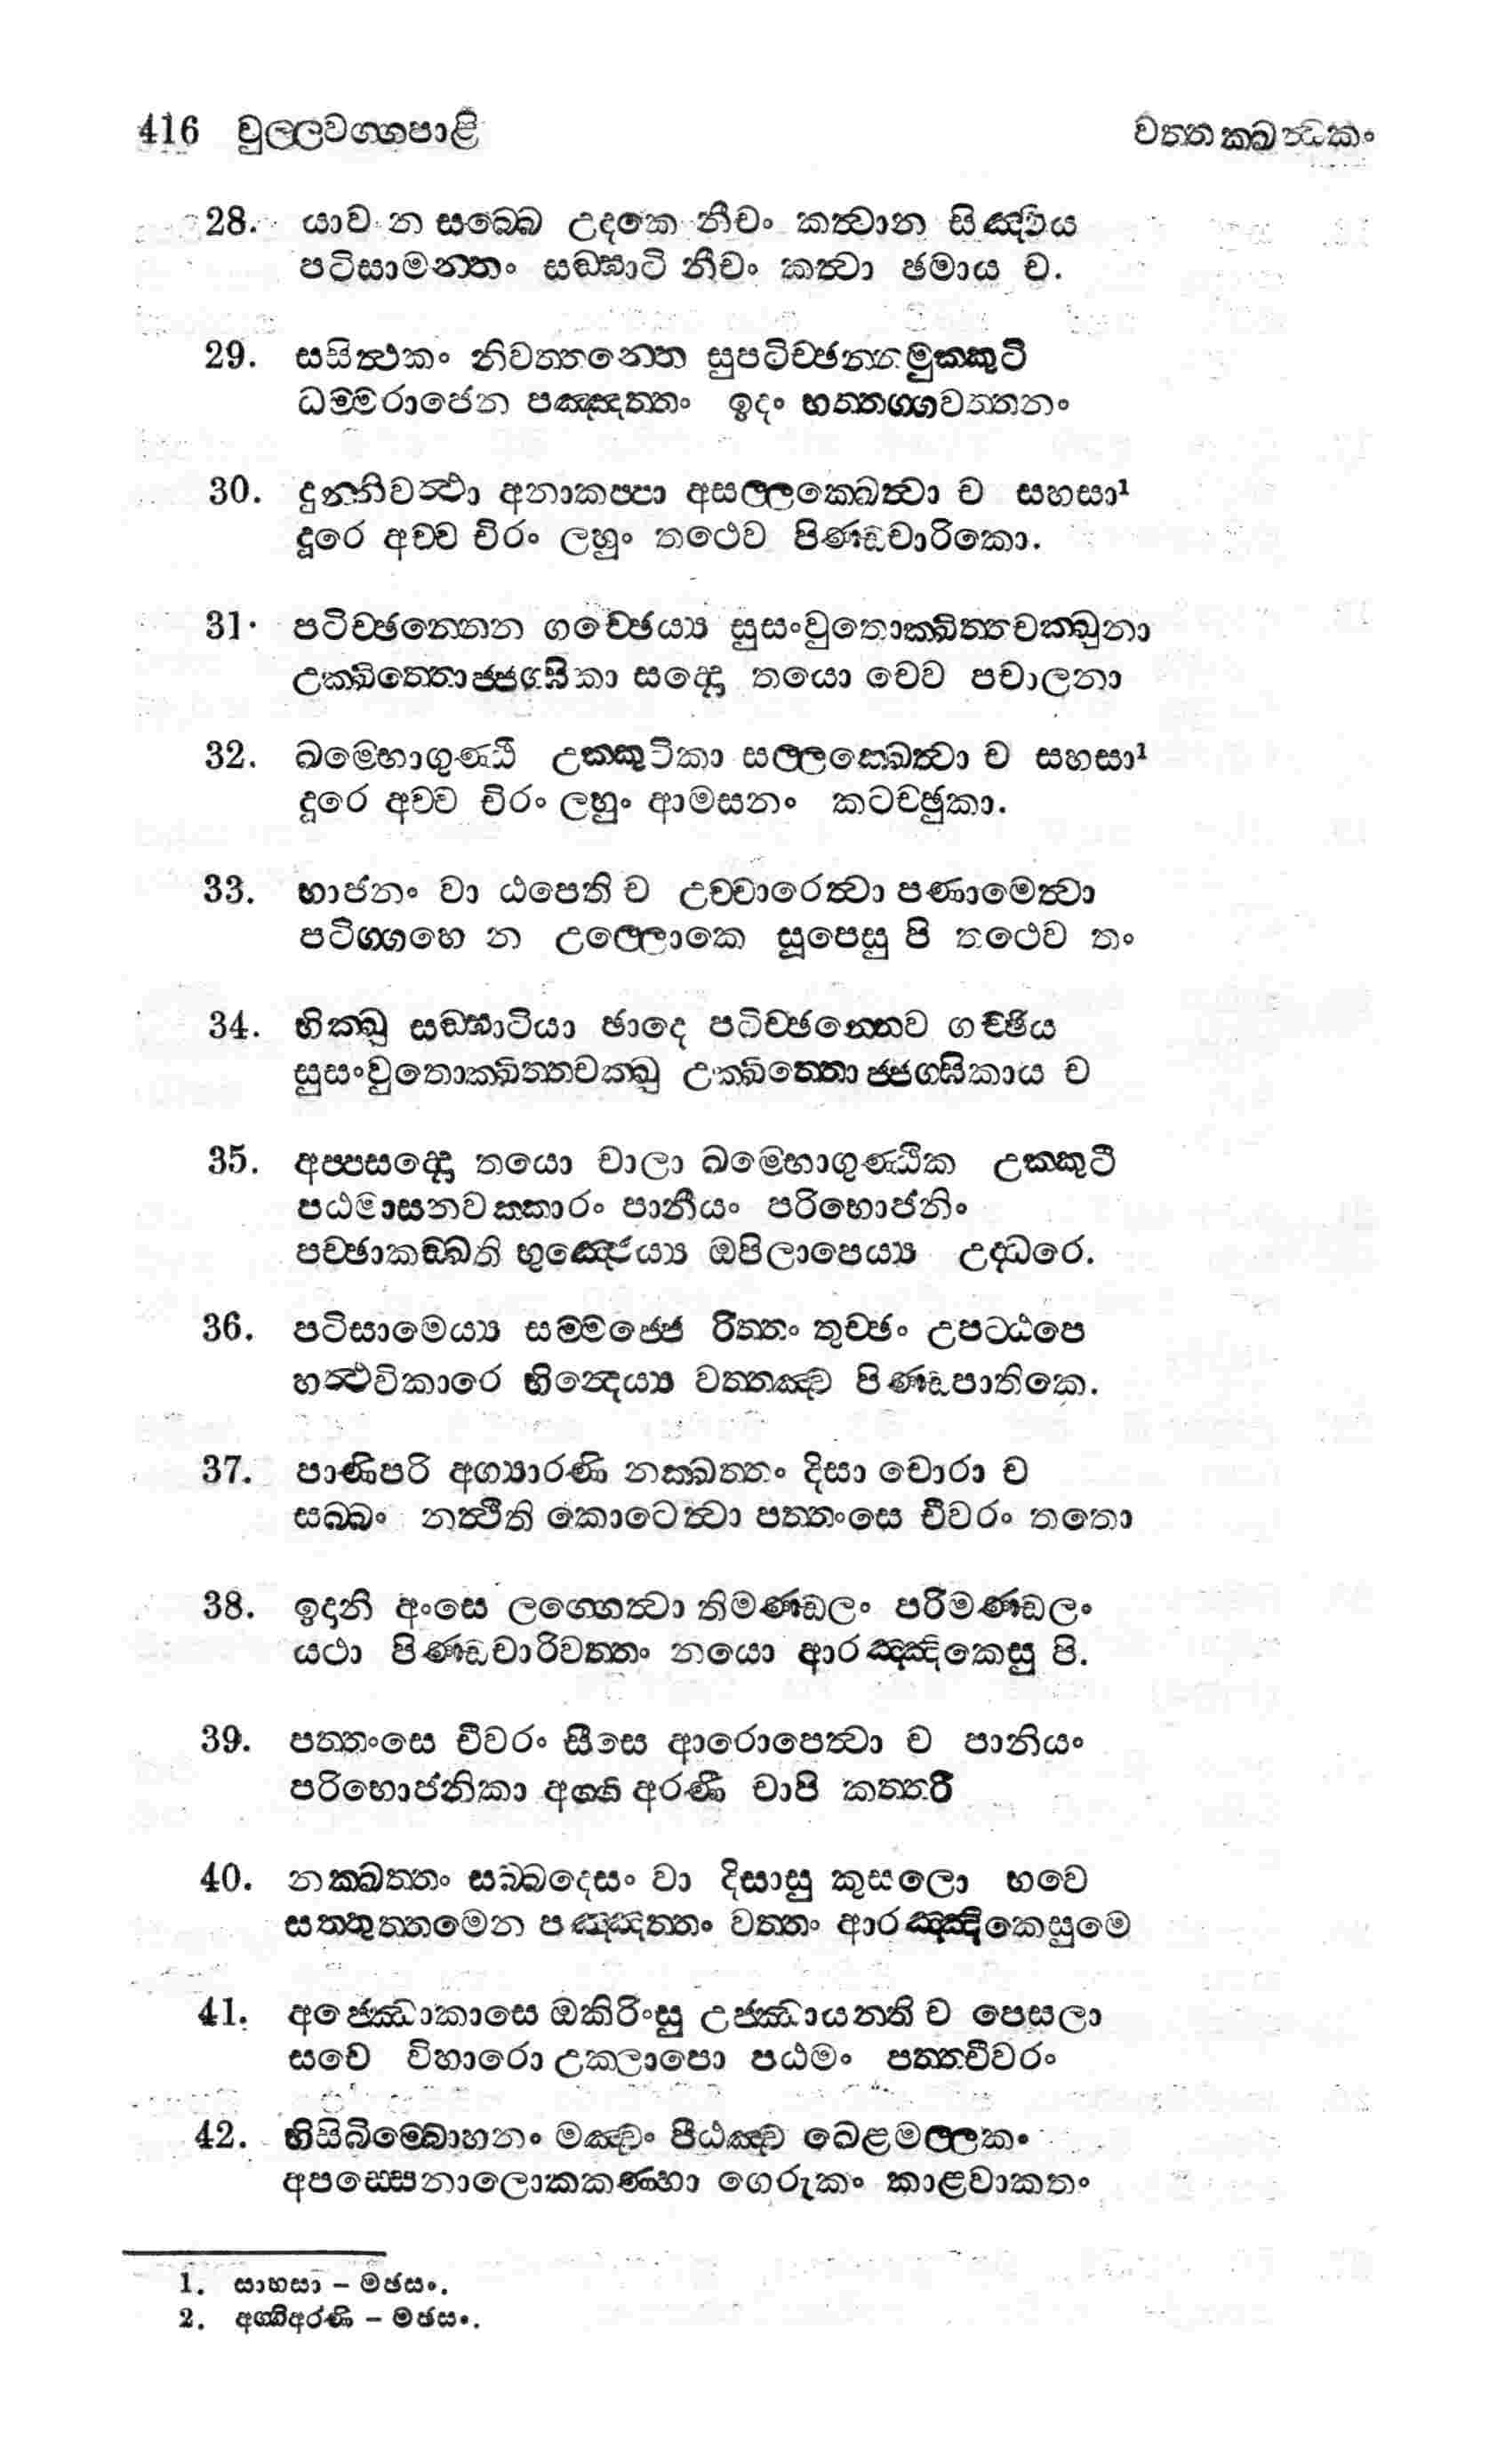 416 චුල්ලවග්ගපාළි
වත්තක්ඛන්ධකං
28. යාව න සබ්බෙ උදකෙ නීචං කත්වාන සිඤ්චිය
පටිසාමන්තං සඞ්ඝාටි නීචං කත්වා ඡමාය ච.
29. සසිත්ථකං නිවත්තන්තෙ සුපටිච්ඡන්නමුක්කුටි
ධම්මරාජෙන පඤ්ඤත්තං ඉදං භත්තග්ගවත්තනං
30. දුන්නිවත්ථා අනාකප්පා අසල්ලක්ඛෙත්වා ච සහසා¹
දූරෙ අච්ච චිරං ලහුං තථෙව පිණ්ඩචාරිකො.
31. පටිච්ඡන්නෙන ගච්ඡෙය්‍ය සුසංවුතොක්ඛිත්තචක්ඛුනා
උක්ඛිත්තොජ්ජග්ඝිකා සද්දො තයො චෙව පචාලනා
32. ඛම්භොගුණ්ඨි උක්කුටිකා සල්ලක්ඛෙත්වා ච සහසා¹
දූරෙ අච්ච චිරං ලහුං ආමසනං කටච්ඡුකා.
33. භාජනං වා ඨපෙති ච උච්චාරෙත්වා පණාමෙත්වා
පටිග්ගහෙ න උල්ලොකෙ සූපෙසු පි තථෙව තං
34. භික්ඛු සඞ්ඝාටියා ඡාදෙ පටිච්ඡන්නෙව ගච්ඡිය
සුසංවුතොක්ඛිත්තචක්ඛු උක්ඛිත්තොජ්ජග්ඝිකාය ච
35. අප්පසද්දො තයො චාලා ඛම්භොගුණ්ඨික උක්කුටි
පඨමාසනවක්කාරං පානීයං පරිභොජනිං
පච්ඡාකඞ්ඛති භුඤ්ජෙය්‍ය ඔපිලාපෙය්‍ය උද්ධරෙ.
36. පටිසාමෙය්‍ය සම්මජ්ජෙ රිත්තං තුච්ඡං උපට්ඨපෙ
හත්ථවිකාරෙ භින්දෙය්‍ය වත්තඤ්ච පිණ්ඩපාතිකෙ.
37. පාණිපරි අග්‍යාරණි නක්ඛත්තං දිසා චොරා ච
සබ්බං නත්ථීති කොටෙත්වා පත්තංසෙ චීවරං තතො
38. ඉදානි අංසෙ ලග්ගෙත්වා තිමණ්ඩලං පරිමණ්ඩලං
යථා පිණ්ඩචාරිවත්තං නයො ආරඤ්ඤිකෙසු පි.
39. පත්තංසෙ චීවරං සීසෙ ආරොපෙත්වා ච පානියං
පරිභොජනිකා අග්ගි අරණී චාපි කත්තරි
40. නක්ඛත්තං සබ්බදෙසං වා දිසාසු කුසලො භවෙ
සත්තුත්තමෙන පඤ්ඤත්තං වත්තං ආරඤ්ඤිකෙසුමෙ
41. අජ්ඣොකාසෙ ඔකිරිංසු උජ්ඣායන්ති ච පෙසලා
සචෙ විහාරො උක්ලාපො පඨමං පත්තචීවරං
42. භිසිබිම්බොහනං මඤ්චං පීඨඤ්ච ඛෙළමල්ලකං
අපස්සෙනාලොකකණ්හා ගෙරුකං කාළවාකතං
1. සාහසා – මඡසං.
2. අග්ගිඅරණි – මඡසං.